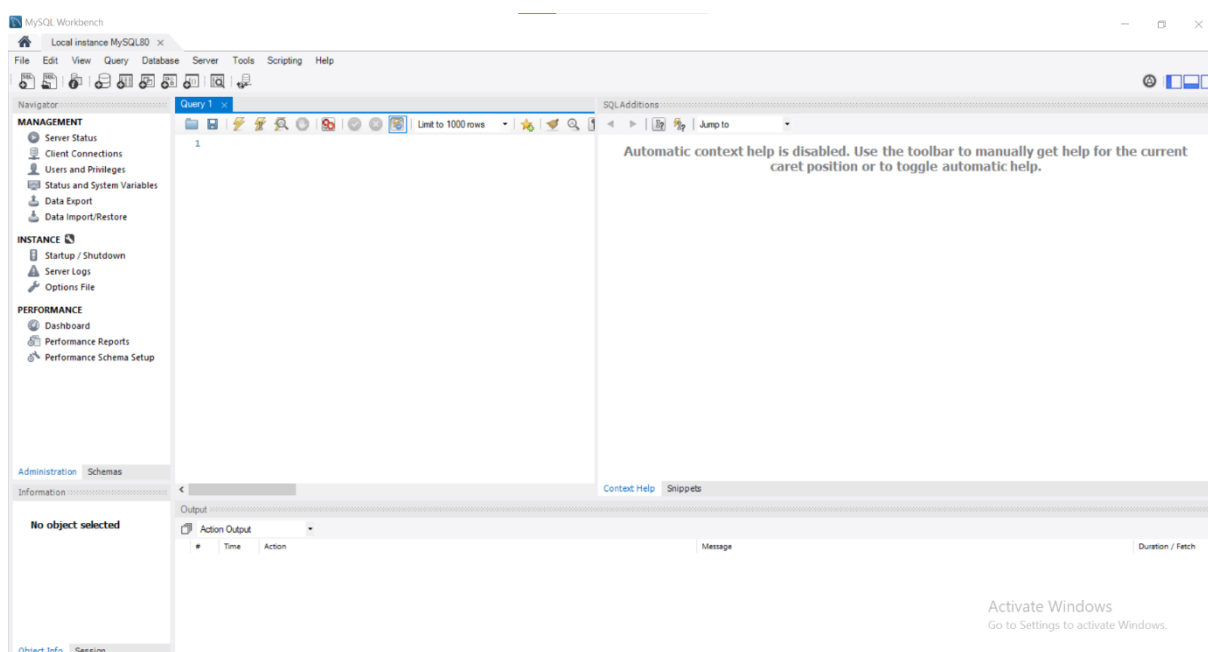 MySQL Workbench
Local instance MySQL80 ×
File Edit View Query Database Server Tools Scripting Help
Navigator
MANAGEMENT
Server Status
Client Connections
Users and Privileges
Status and System Variables
Data Export
Data Import/Restore
INSTANCE
Startup / Shutdown
Server Logs
Options File
PERFORMANCE
Dashboard
Performance Reports
Performance Schema Setup
Administration Schemas
Information
No object selected
Object Info Session
Query 1 ×
Limit to 1000 rows
1
SQLAdditions
Jump to
Automatic context help is disabled. Use the toolbar to manually get help for the current
caret position or to toggle automatic help.
Context Help Snippets
Output
Action Output
# Time Action Message Duration / Fetch
Activate Windows
Go to Settings to activate Windows.